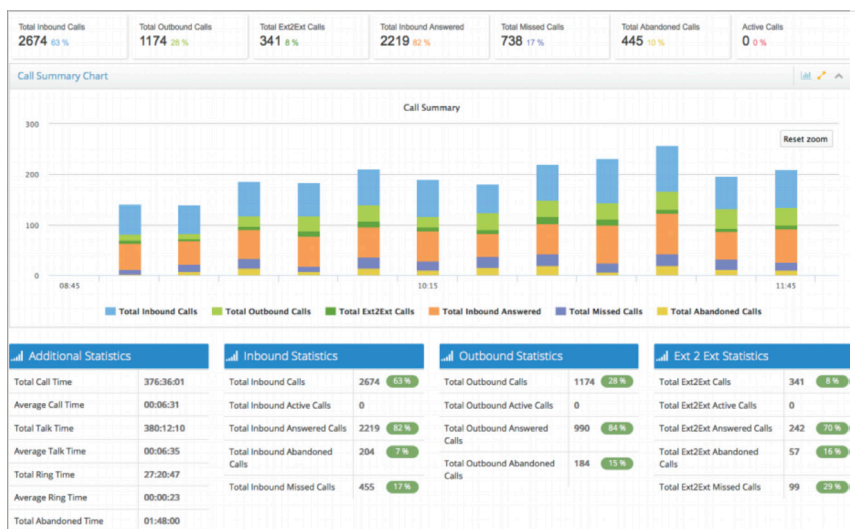 Total Inbound Calls
2674 63 %
Total Outbound Calls
1174 28 %
Total Ext2Ext Calls
341 8 %
Total Inbound Answered
2219 82 %
Total Missed Calls
738 17 %
Total Abandoned Calls
445 10 %
Active Calls
0 0 %
Call Summary Chart
Call Summary
Reset zoom
300
200
100
0
08:45
10:15
11:45
Total Inbound Calls
Total Outbound Calls
Total Ext2Ext Calls
Total Inbound Answered
Total Missed Calls
Total Abandoned Calls
Additional Statistics
Total Call Time 376:36:01
Average Call Time 00:06:31
Total Talk Time 380:12:10
Average Talk Time 00:06:35
Total Ring Time 27:20:47
Average Ring Time 00:00:23
Total Abandoned Time 01:48:00
Inbound Statistics
Total Inbound Calls 2674 63 %
Total Inbound Active Calls 0
Total Inbound Answered Calls 2219 82 %
Total Inbound Abandoned 204 7 %
Calls
Total Inbound Missed Calls 455 17 %
Outbound Statistics
Total Outbound Calls 1174 28 %
Total Outbound Active Calls 0
Total Outbound Answered 990 84 %
Calls
Total Outbound Abandoned 184 15 %
Calls
Ext 2 Ext Statistics
Total Ext2Ext Calls 341 8 %
Total Ext2Ext Active Calls 0
Total Ext2Ext Answered Calls 242 70 %
Total Ext2Ext Abandoned 57 16 %
Calls
Total Ext2Ext Missed Calls 99 29 %